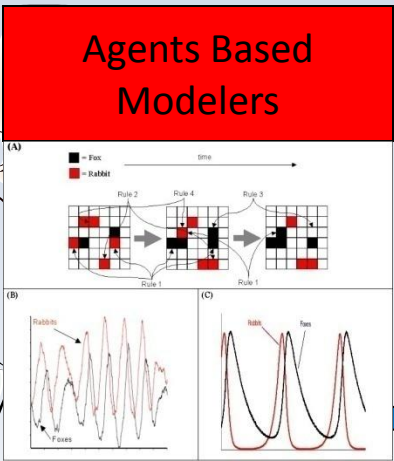 Agents Based
Modelers
(A)
= Fox
time
= Rabbit
Rule 2
Rule 4
Rule 3
Rule 1
Rule 1
(B)
Rabbits
Foxes
(C)
Rabbits
Foxes